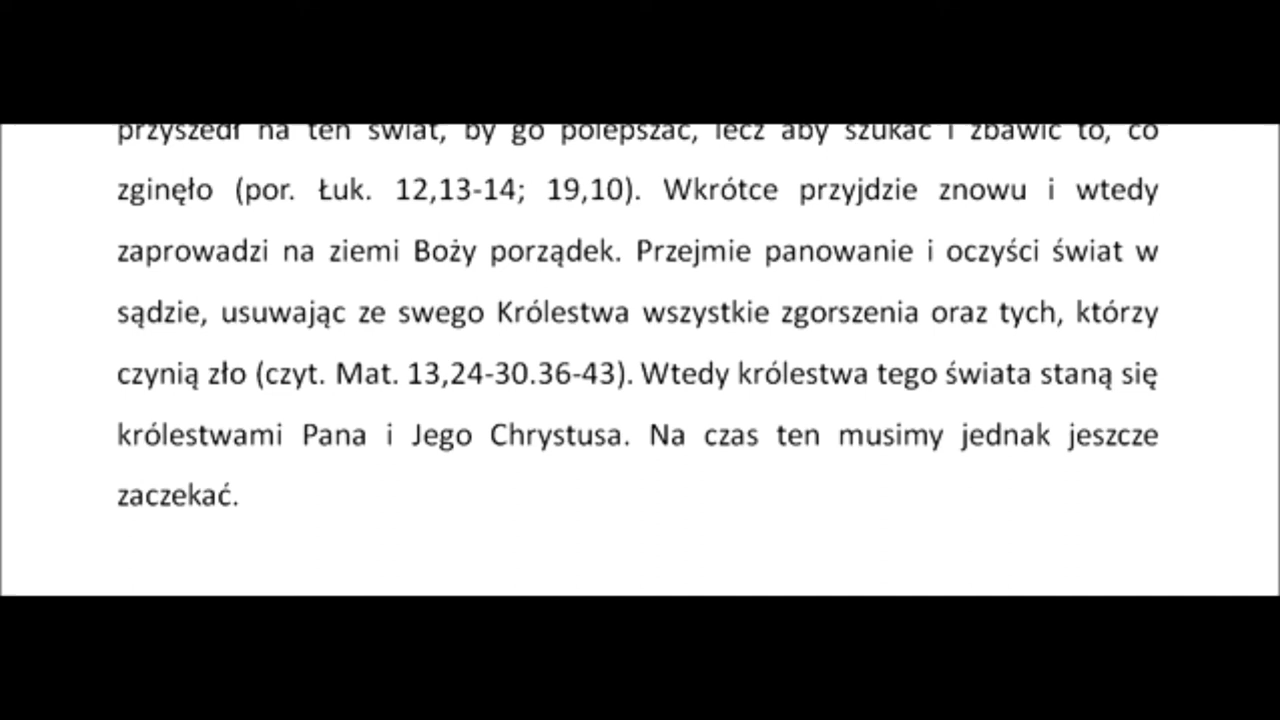 przyszedł na ten świat, by go polepszać, lecz aby szukać i zbawić to, co
zginęło (por. Łuk. 12,13-14; 19,10). Wkrótce przyjdzie znowu i wtedy
zaprowadzi na ziemi Boży porządek. Przejmie panowanie i oczyści świat w
sądzie, usuwając ze swego Królestwa wszystkie zgorszenia oraz tych, którzy
czynią zło (czyt. Mat. 13,24-30.36-43). Wtedy królestwa tego świata staną się
królestwami Pana i Jego Chrystusa. Na czas ten musimy jednak jeszcze
zaczekać.